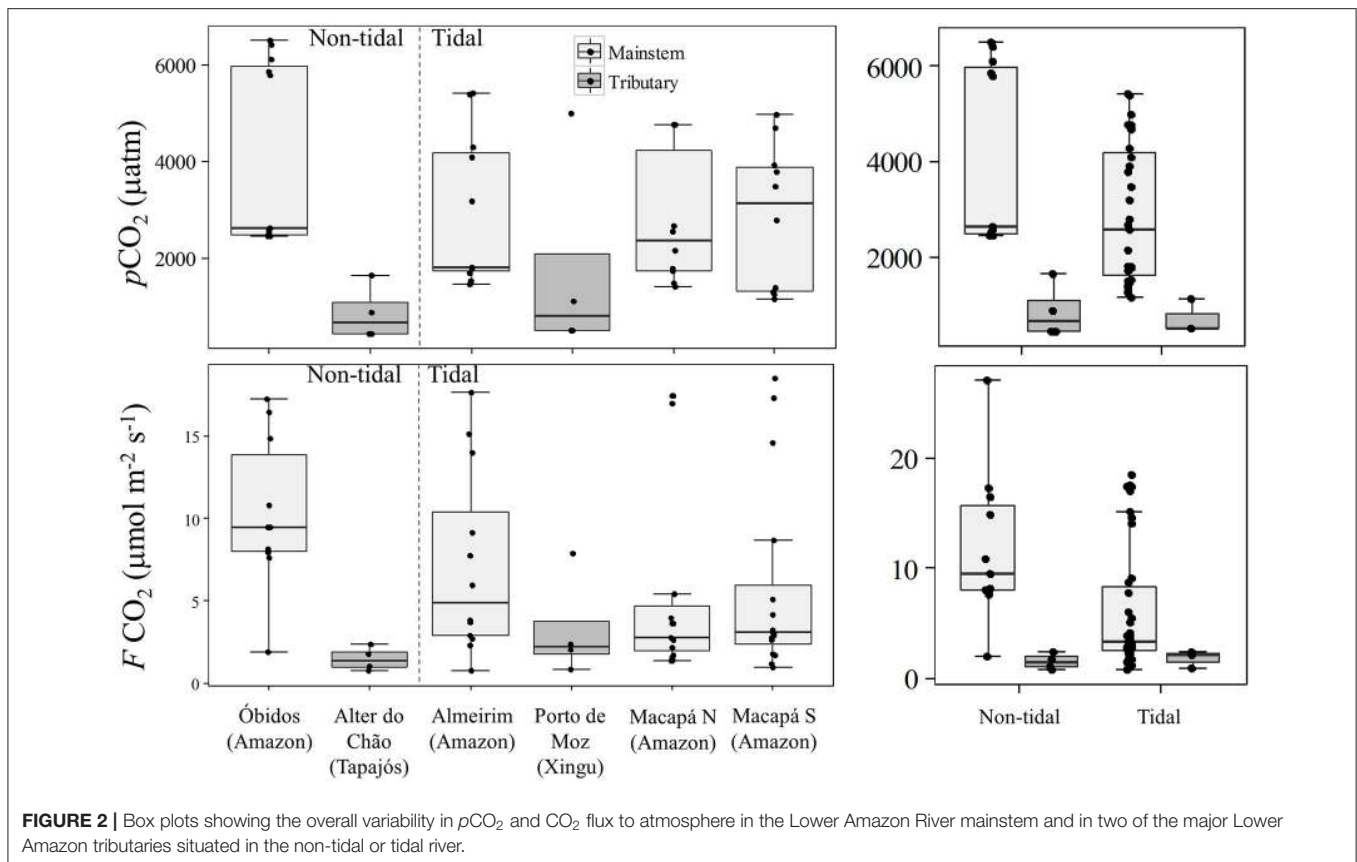 Non-tidal Tidal
Mainstem
Tributary
pCO₂ (µatm)
6000
4000
2000
6000
4000
2000
Non-tidal Tidal
F CO₂ (µmol m⁻² s⁻¹)
15
10
5
0
20
10
0
Óbidos (Amazon)
Alter do Chão (Tapajós)
Almeirim (Amazon)
Porto de Moz (Xingu)
Macapá N (Amazon)
Macapá S (Amazon)
Non-tidal Tidal
FIGURE 2 | Box plots showing the overall variability in pCO₂ and CO₂ flux to atmosphere in the Lower Amazon River mainstem and in two of the major Lower
Amazon tributaries situated in the non-tidal or tidal river.